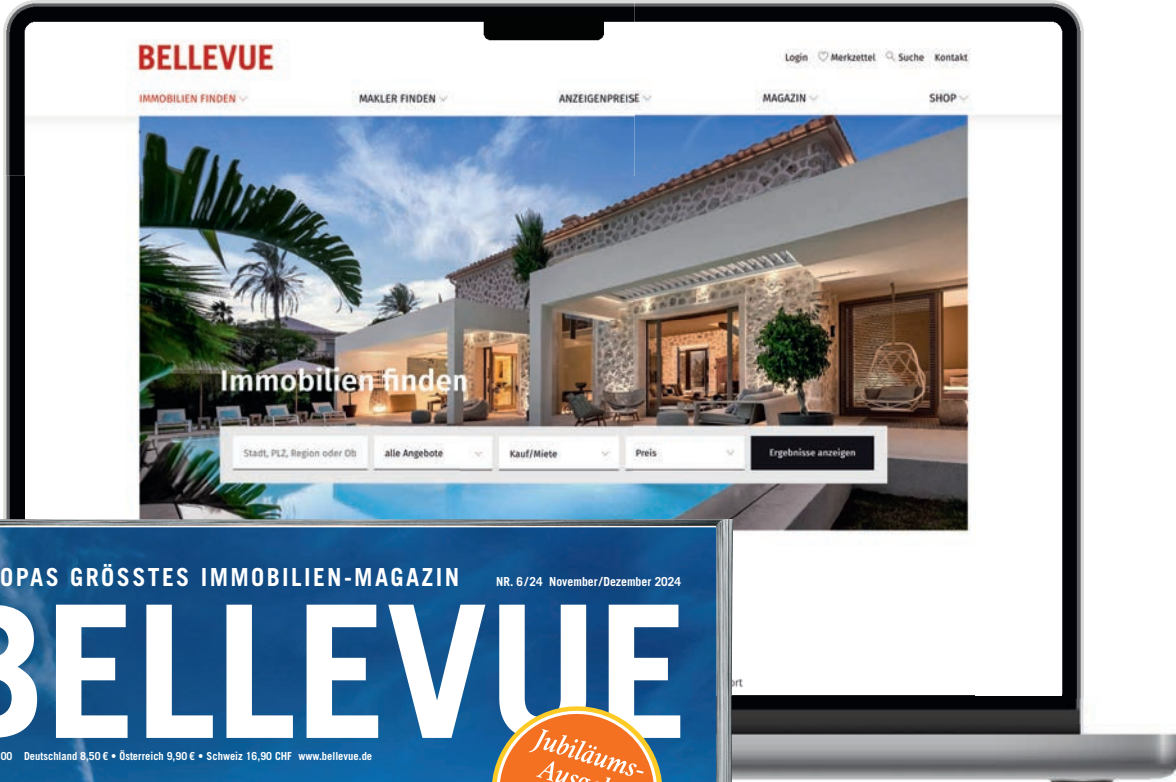 BELLEVUE
Login Merkzettel Suche Kontakt
IMMOBILIEN FINDEN MAKLER FINDEN ANZEIGENPREISE MAGAZIN SHOP
Immobilien finden
Stadt, PLZ, Region oder Ob alle Angebote Kauf/Miete Preis Ergebnisse anzeigen
OPAS GRÖSSTES IMMOBILIEN-MAGAZIN NR. 6/24 November/Dezember 2024
BELLEVUE
ort
00 Deutschland 8,50 € • Österreich 9,90 € • Schweiz 16,90 CHF www.bellevue.de
Jubiläums-